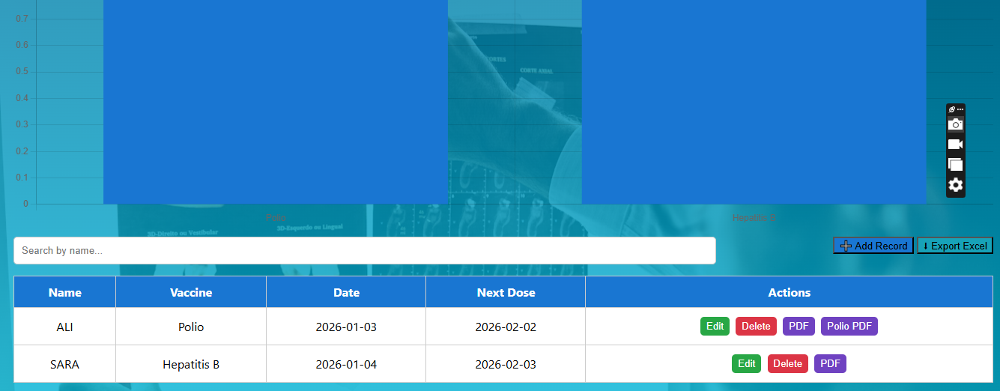 0.7
0.6
0.5
CORTES
CORTE AXIAL
0.4
0.3
0.2
0.1
0
Polio
Hepatitis B
3D-Direito ou Vestibular
3D-Esquerdo ou Lingual
Search by name...
➕ Add Record
⬇ Export Excel
Name Vaccine Date Next Dose Actions
ALI Polio 2026-01-03 2026-02-02 Edit Delete PDF Polio PDF
SARA Hepatitis B 2026-01-04 2026-02-03 Edit Delete PDF